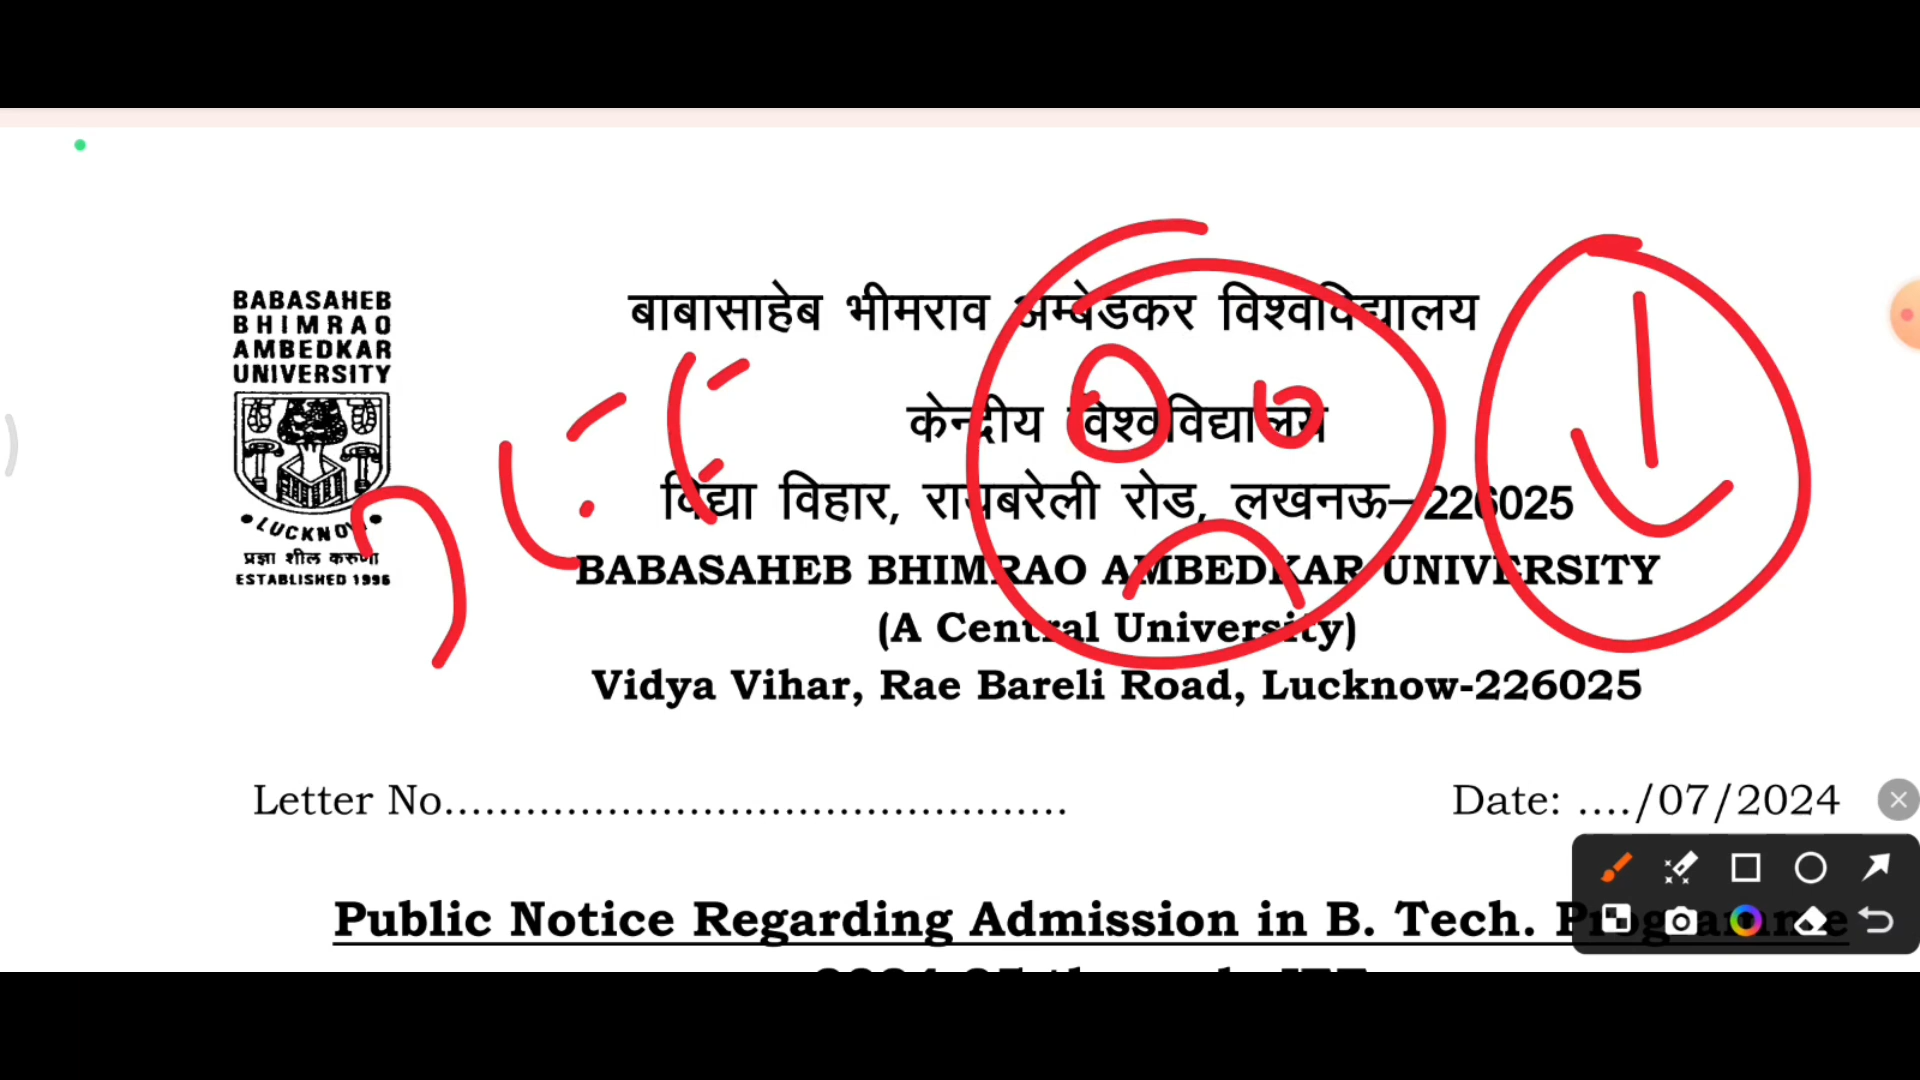 BABASAHEB
BHIMRAO
AMBEDKAR
UNIVERSITY
LUCKNOW
प्रज्ञा शील करुणा
ESTABLISHED 1996
बाबासाहेब भीमराव अम्बेडकर विश्वविद्यालय
केन्द्रीय विश्वविद्यालय
विद्या विहार, रायबरेली रोड, लखनऊ–226025
BABASAHEB BHIMRAO AMBEDKAR UNIVERSITY
(A Central University)
Vidya Vihar, Rae Bareli Road, Lucknow-226025
Letter No.............................................. Date: ..../07/2024
Public Notice Regarding Admission in B. Tech. Programme